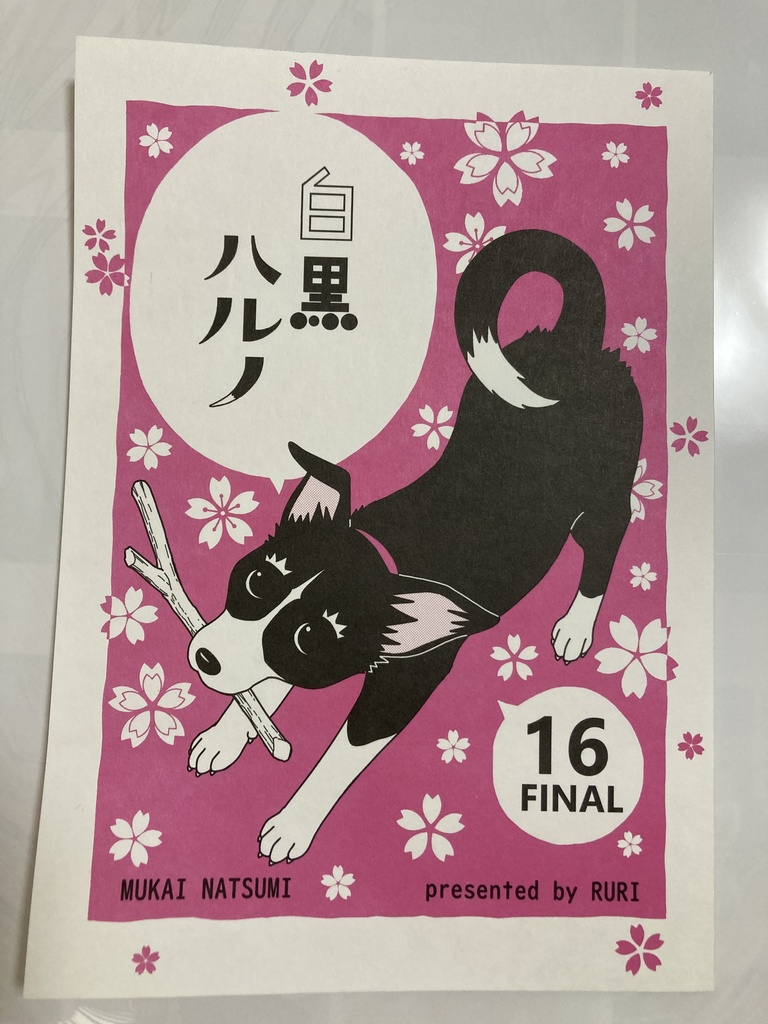 白黒
ハルノ
16
FINAL
MUKAI NATSUMI
presented by RURI